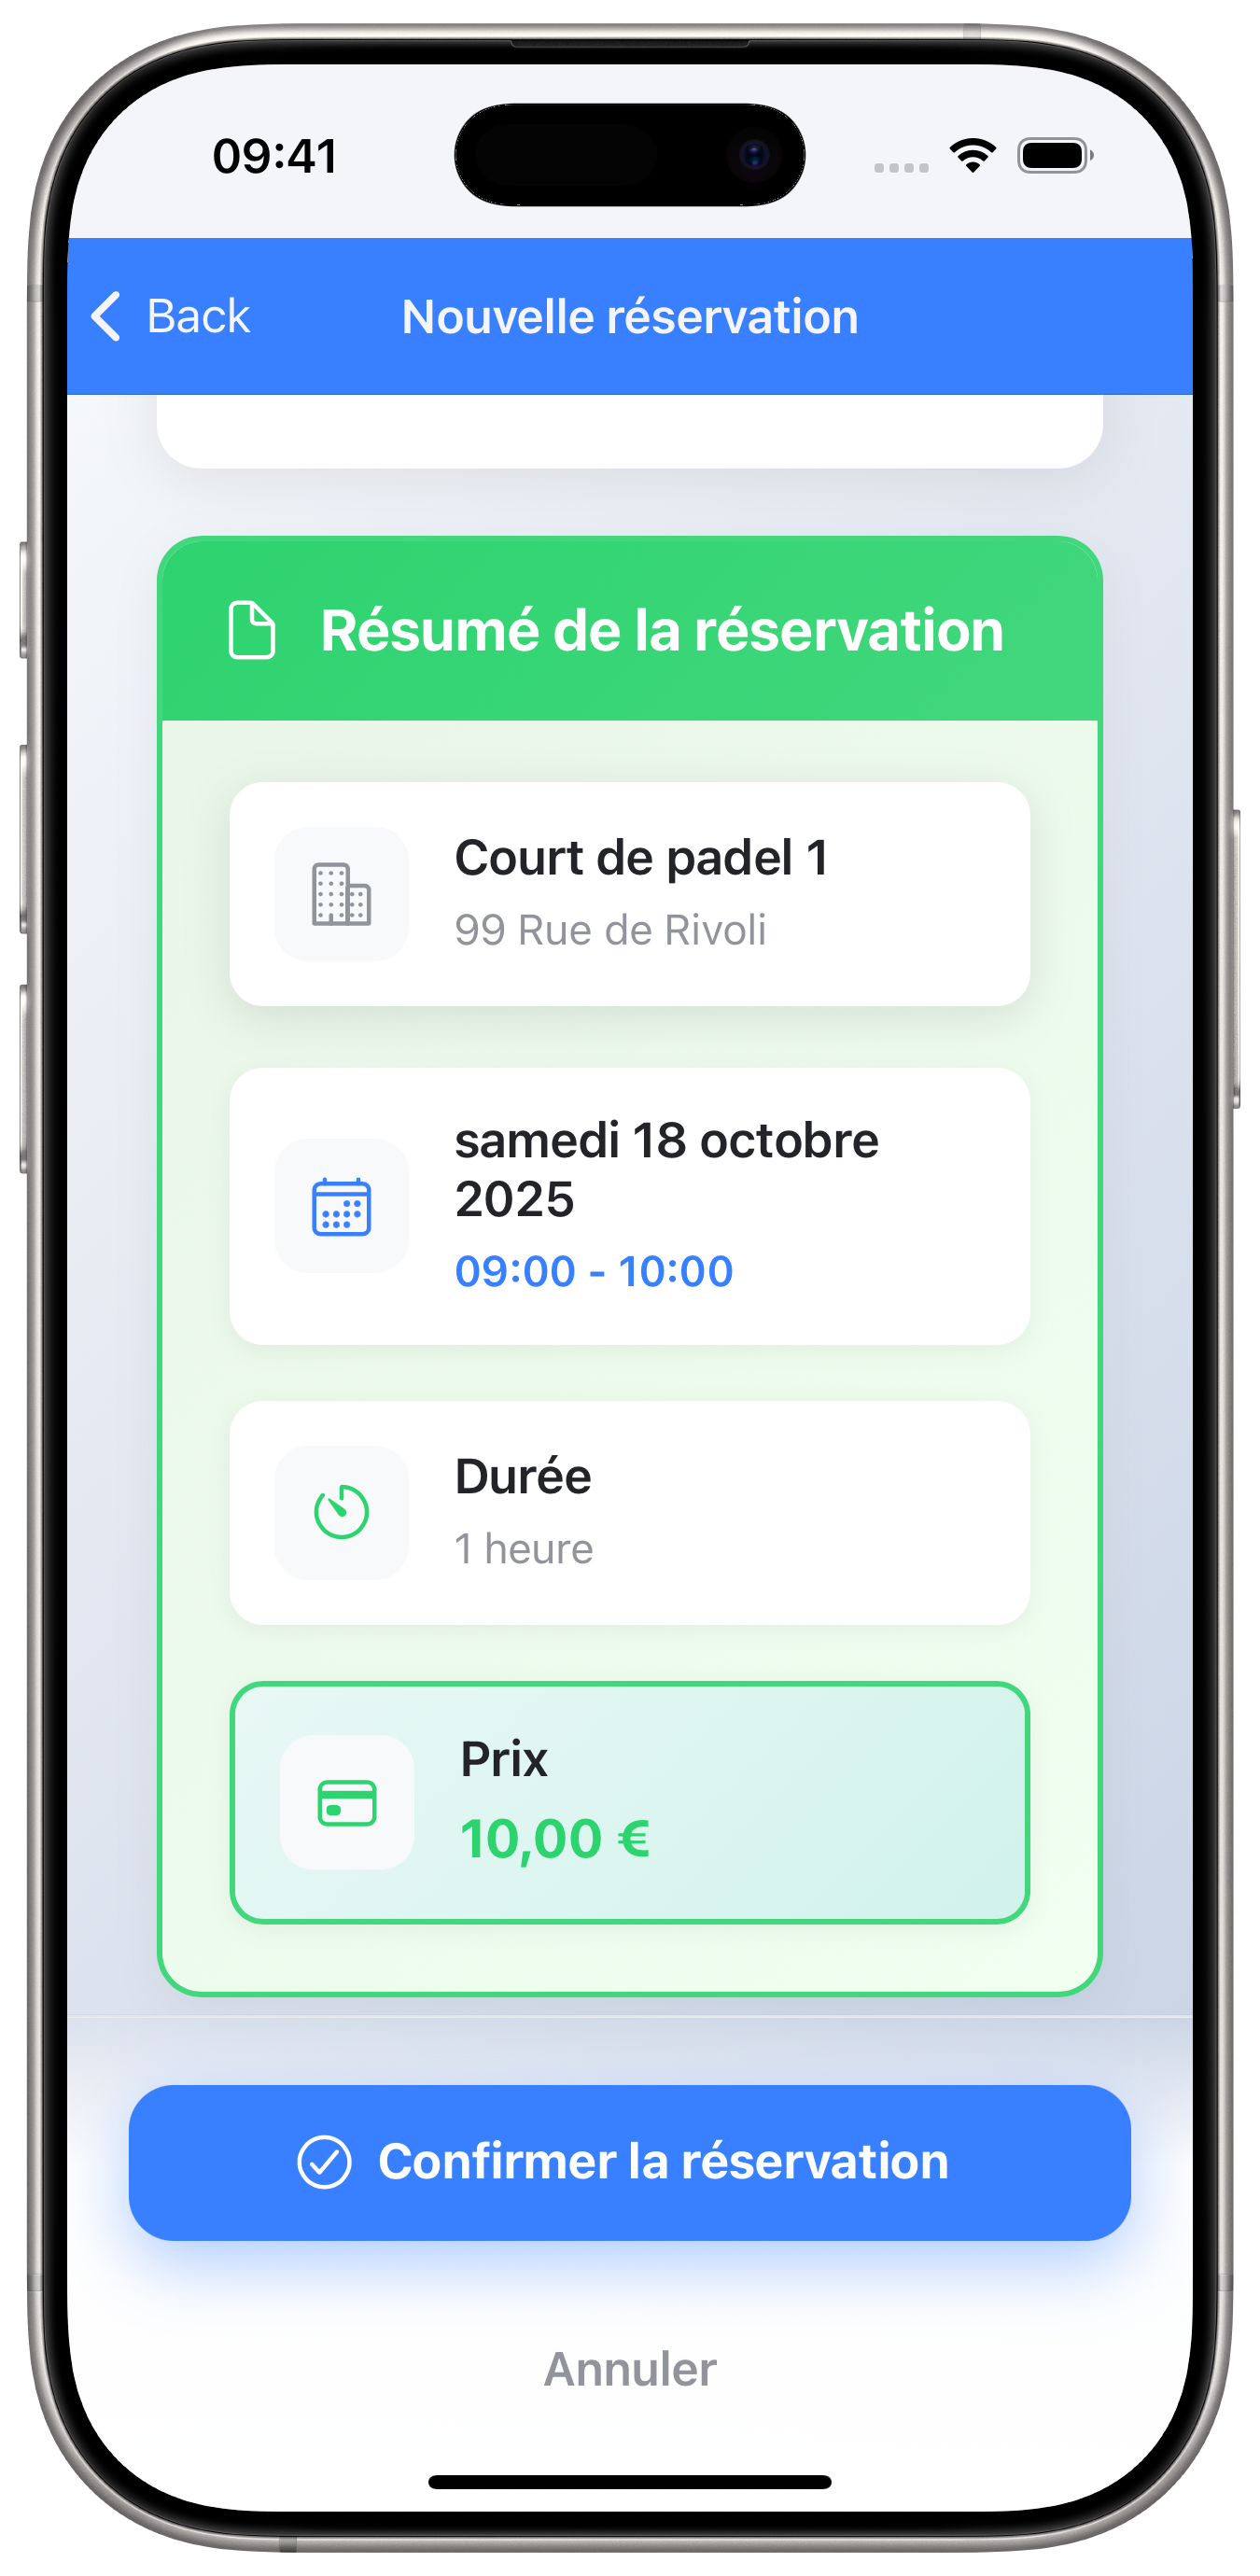 09:41
Back
Nouvelle réservation
Résumé de la réservation
Court de padel 1
99 Rue de Rivoli
samedi 18 octobre
2025
09:00 - 10:00
Durée
1 heure
Prix
10,00 €
Confirmer la réservation
Annuler